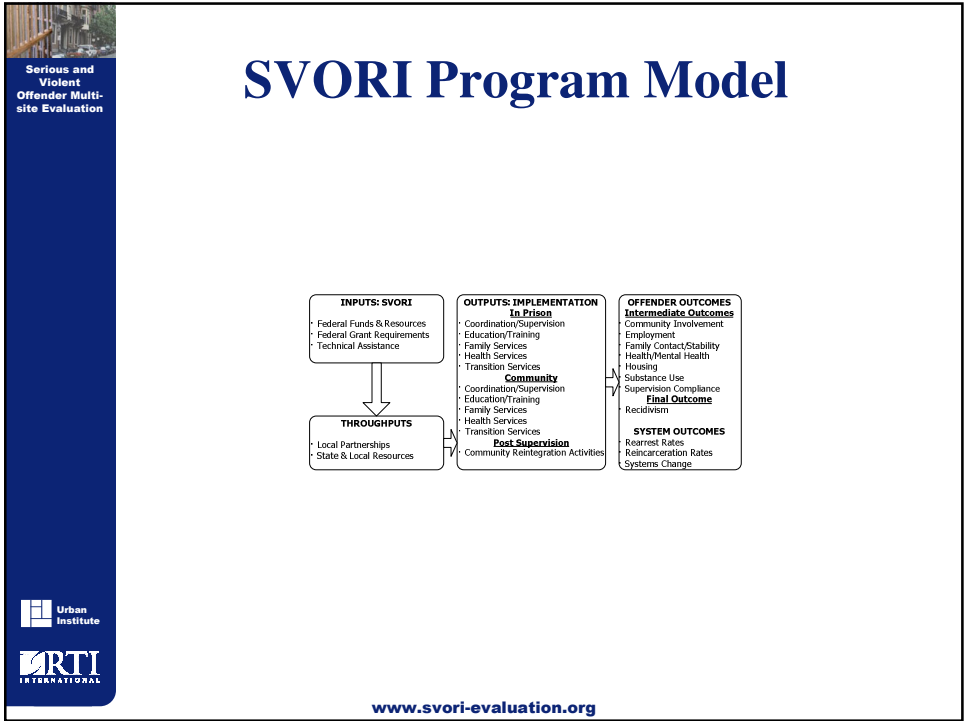 Serious and
Violent
Offender Multi-
site Evaluation
SVORI Program Model
INPUTS: SVORI
· Federal Funds & Resources
· Federal Grant Requirements
· Technical Assistance
THROUGHPUTS
· Local Partnerships
· State & Local Resources
OUTPUTS: IMPLEMENTATION
In Prison
· Coordination/Supervision
· Education/Training
· Family Services
· Health Services
· Transition Services
Community
· Coordination/Supervision
· Education/Training
· Family Services
· Health Services
· Transition Services
Post Supervision
· Community Reintegration Activities
OFFENDER OUTCOMES
Intermediate Outcomes
· Community Involvement
· Employment
· Family Contact/Stability
· Health/Mental Health
· Housing
· Substance Use
· Supervision Compliance
Final Outcome
· Recidivism
SYSTEM OUTCOMES
· Rearrest Rates
· Reincarceration Rates
· Systems Change
Urban
Institute
RTI
INTERNATIONAL
www.svori-evaluation.org